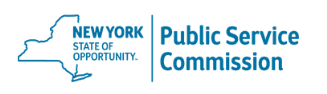 NEW YORK
STATE OF
OPPORTUNITY.
Public Service
Commission